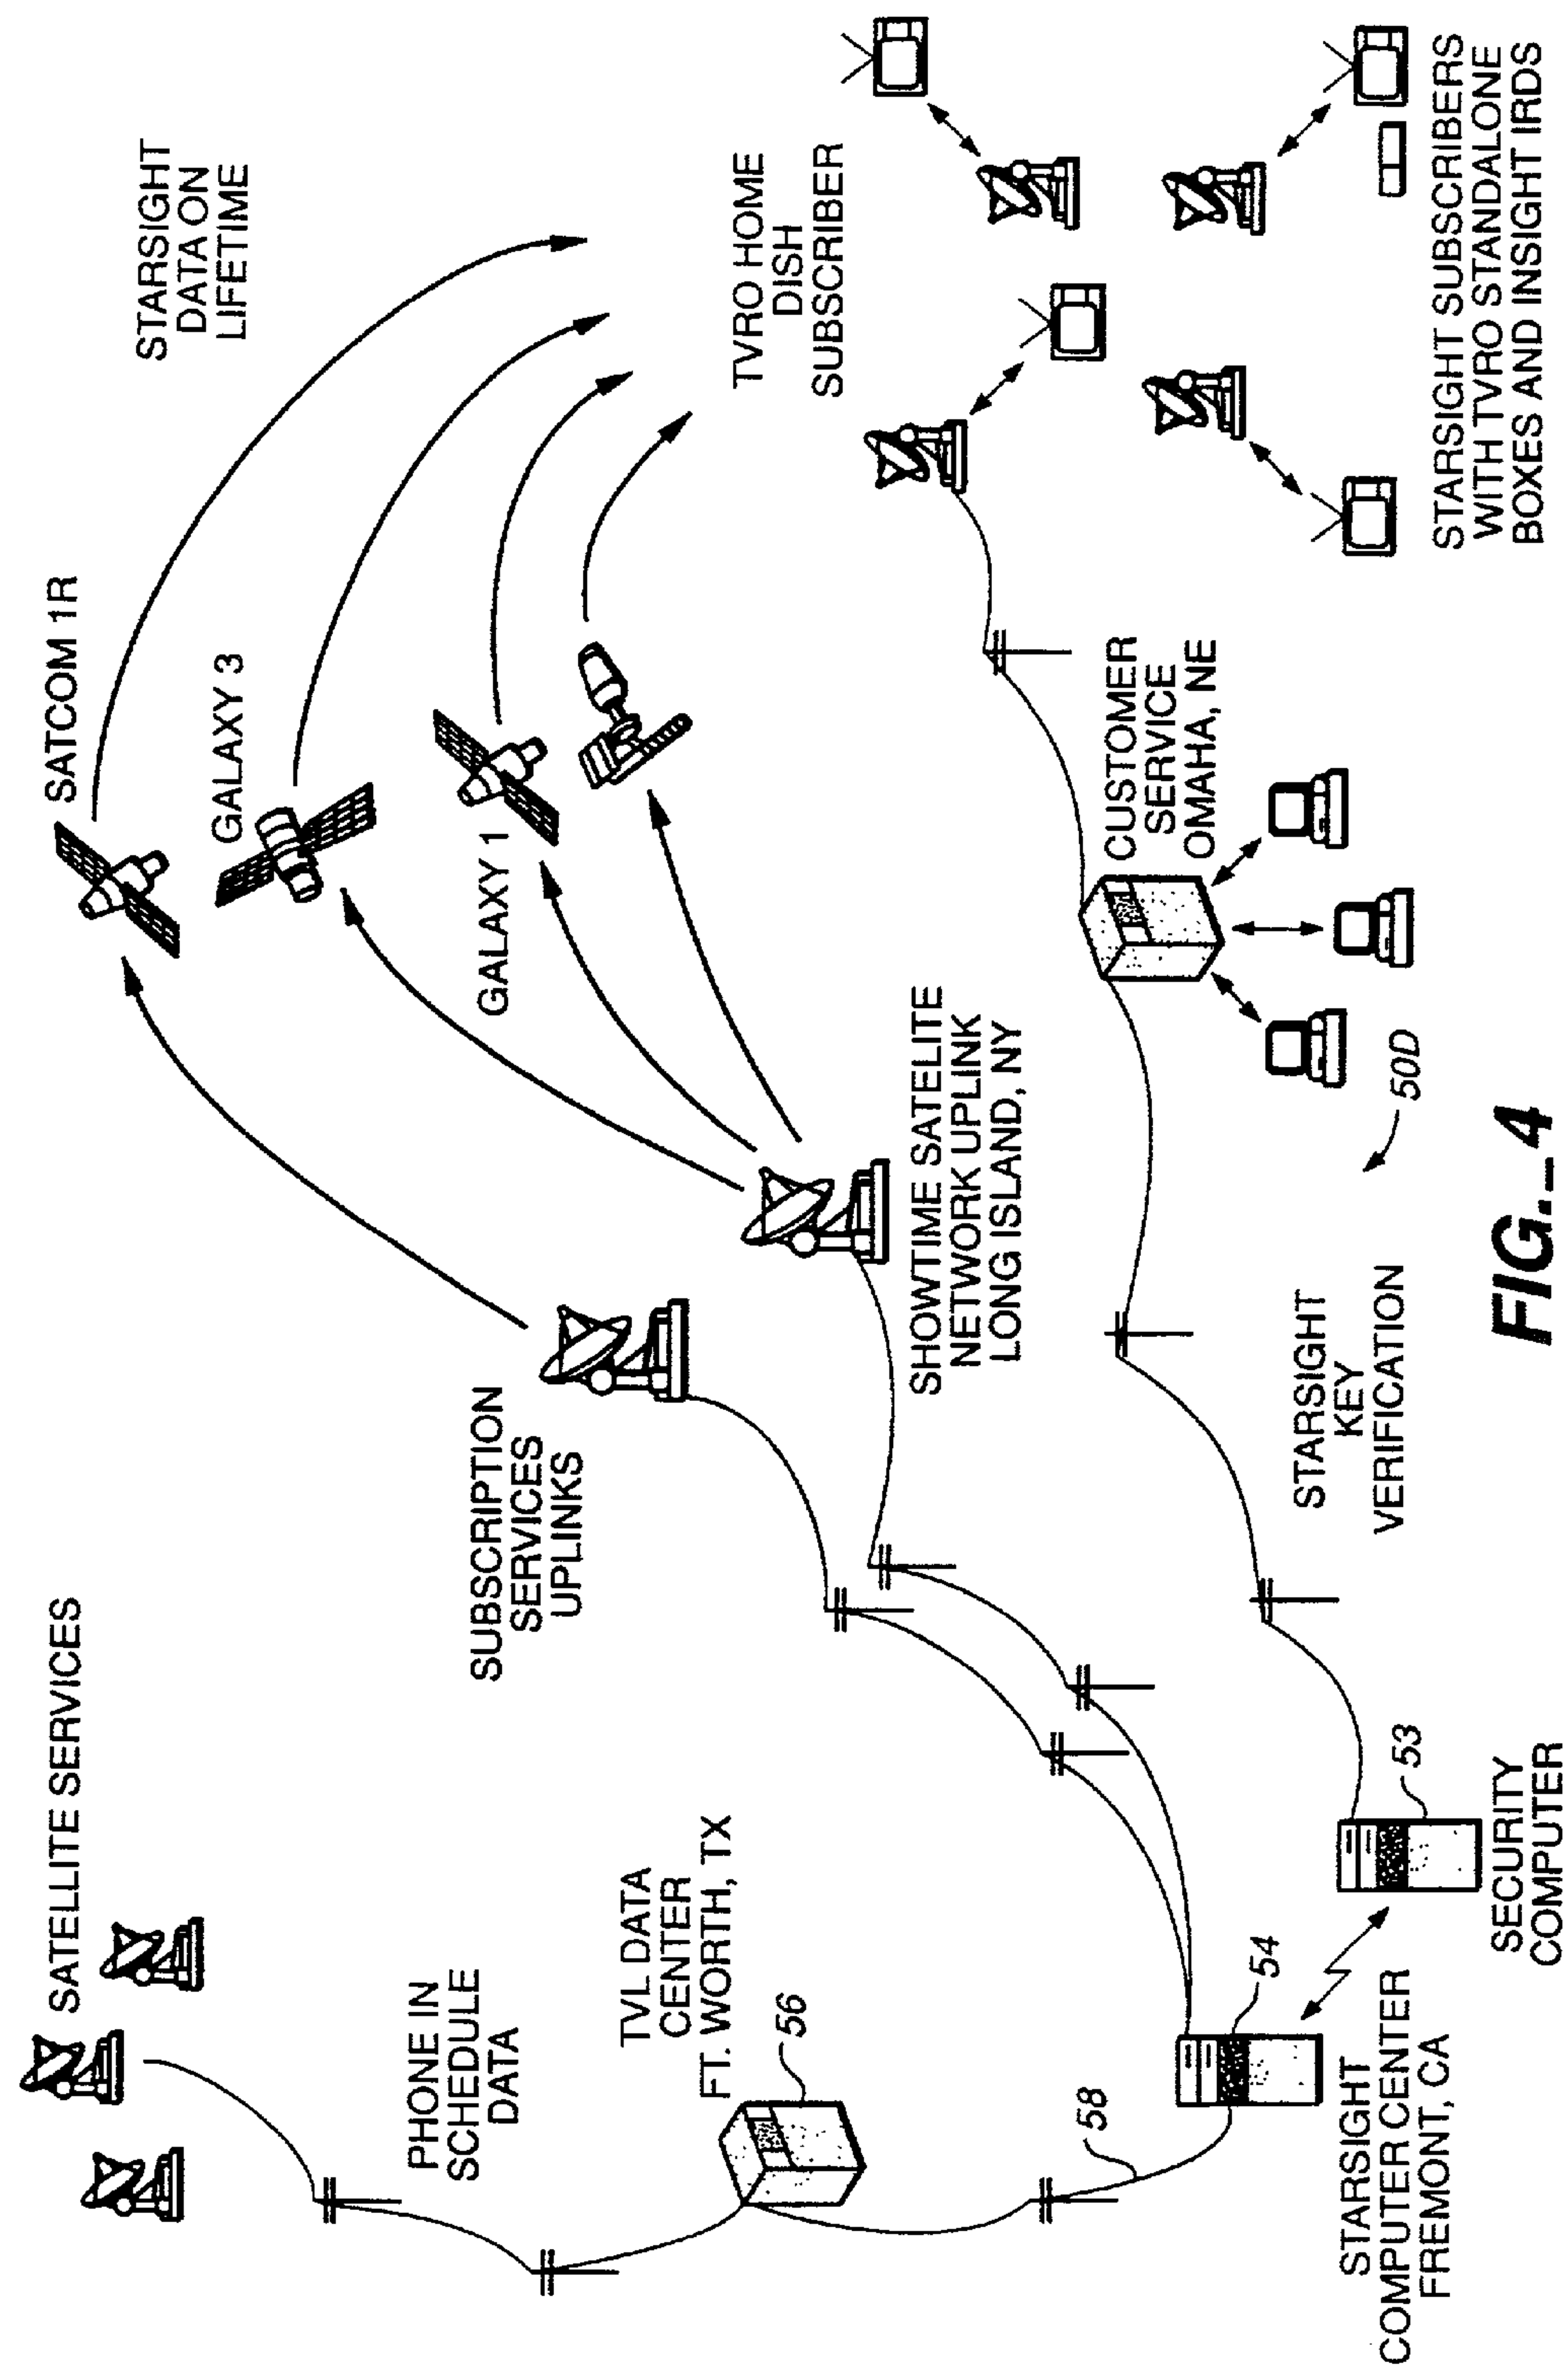 SATELLITE SERVICES
PHONE IN
SCHEDULE
DATA
TVL DATA
CENTER
FT. WORTH, TX
56
58
54
STARSIGHT
COMPUTER CENTER
FREMONT, CA
53
SECURITY
COMPUTER
SUBSCRIPTION
SERVICES
UPLINKS
SHOWTIME SATELITE
NETWORK UPLINK
LONG ISLAND, NY
STARSIGHT
KEY
VERIFICATION
50D
SATCOM 1R
GALAXY 3
GALAXY 1
CUSTOMER
SERVICE
OMAHA, NE
STARSIGHT
DATA ON
LIFETIME
TVRO HOME
DISH
SUBSCRIBER
STARSIGHT SUBSCRIBERS
WITH TVRO STANDALONE
BOXES AND INSIGHT IRDS
FIG._4